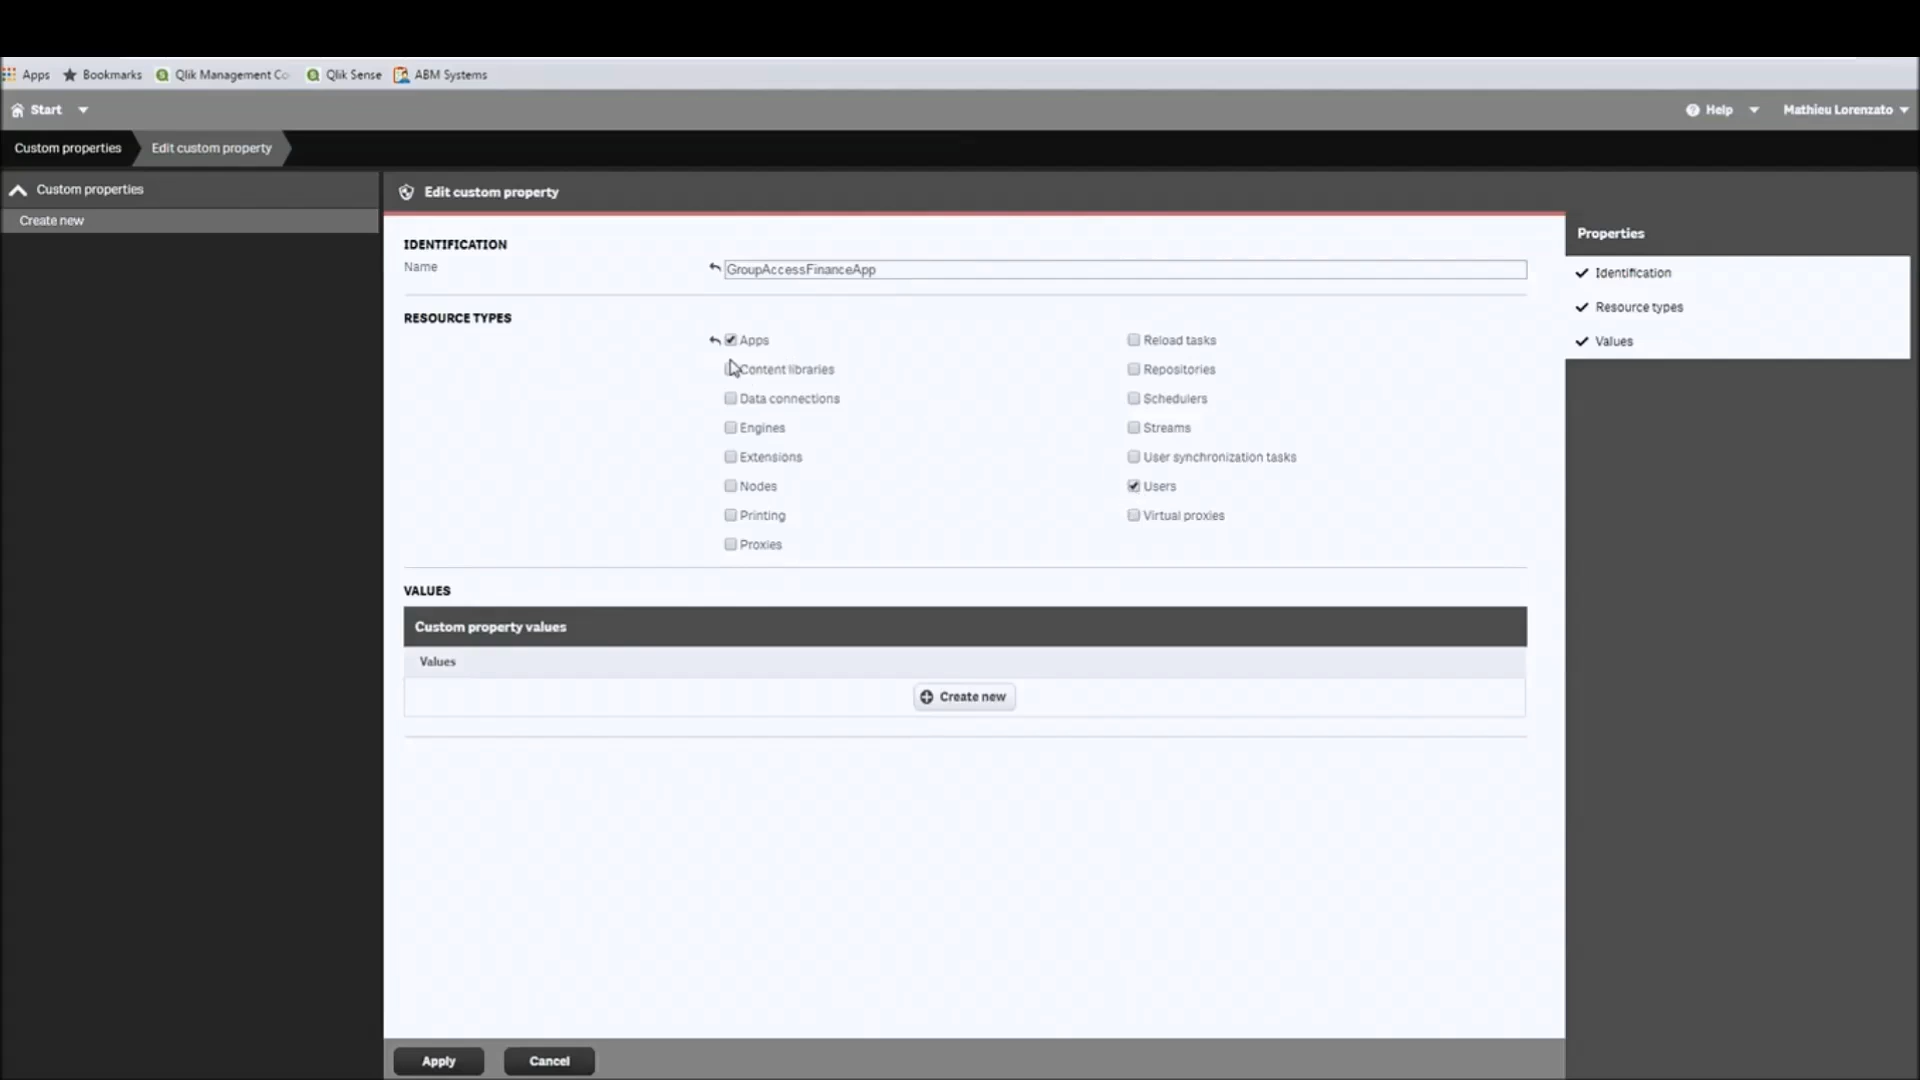 Apps Bookmarks Qlik Management Co Qlik Sense ABM Systems
Start Help Mathieu Lorenzato
Custom properties Edit custom property
Custom properties
Create new
Edit custom property
Properties
Identification
Resource types
Values
IDENTIFICATION
Name GroupAccessFinanceApp
RESOURCE TYPES
Apps Reload tasks
Content libraries Repositories
Data connections Schedulers
Engines Streams
Extensions User synchronization tasks
Nodes Users
Printing Virtual proxies
Proxies
VALUES
Custom property values
Values
Create new
Apply Cancel